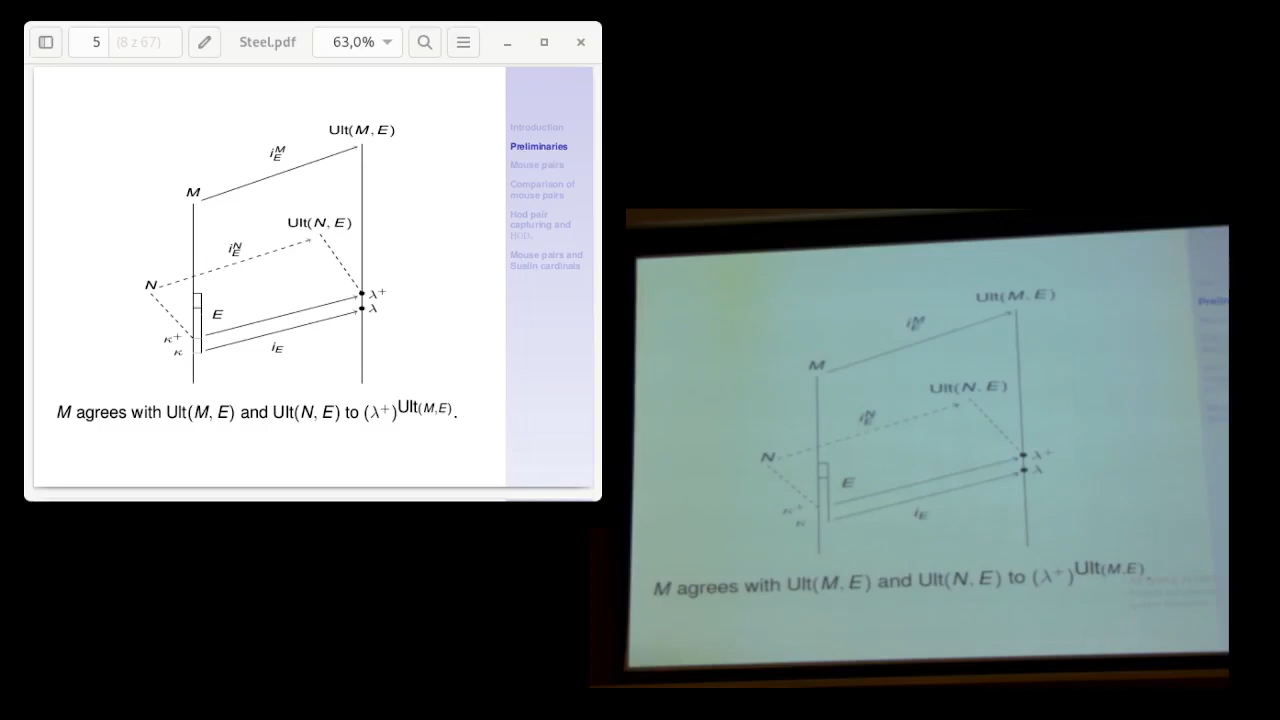 5 (8 z 67) Steel.pdf 63,0%
Ult(M, E)
i_E^M
M
Ult(N, E)
i_E^N
N
λ⁺
E
λ
κ⁺
κ
i_E
M agrees with Ult(M, E) and Ult(N, E) to (λ⁺)^Ult(M,E).
Introduction
Preliminaries
Mouse pairs
Comparison of
mouse pairs
Hod pair
capturing and
HOD.
Mouse pairs and
Suslin cardinals
Ult(M, E)
i_E^M
M
Ult(N, E)
i_E^N
N
λ⁺
E
λ
κ⁺
κ
i_E
M agrees with Ult(M, E) and Ult(N, E) to (λ⁺)^Ult(M,E).